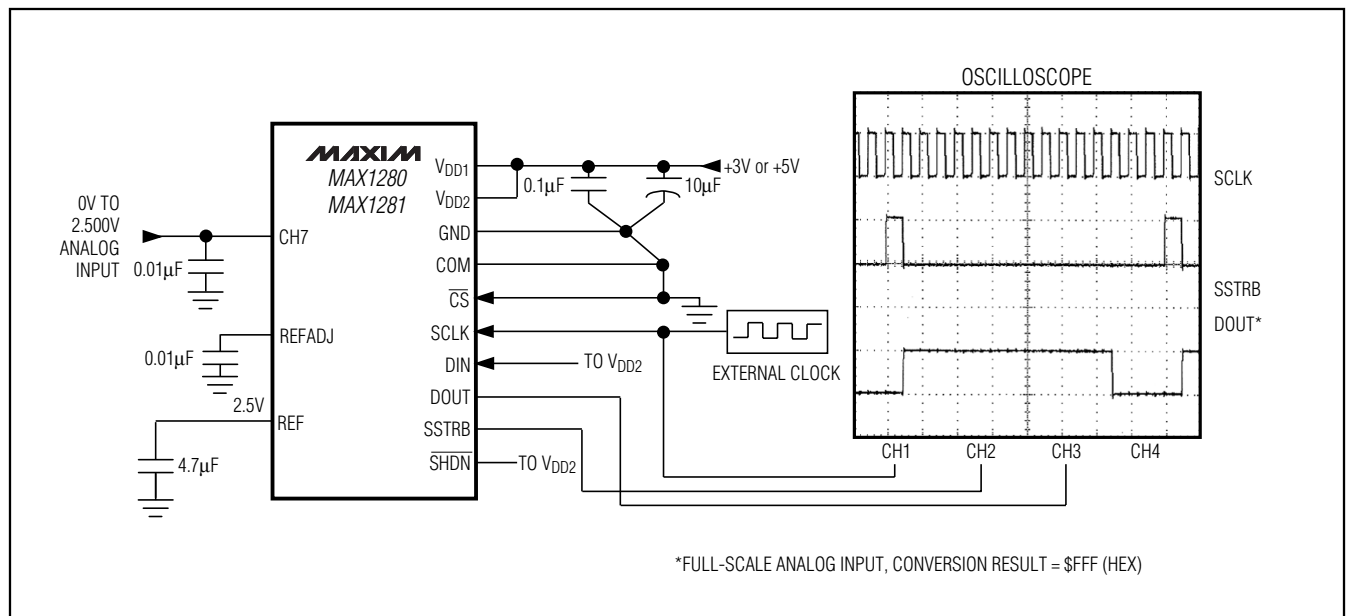 OSCILLOSCOPE
MAXIM
MAX1280
MAX1281
VDD1
VDD2
GND
COM
CS
SCLK
DIN
DOUT
SSTRB
SHDN
CH7
REFADJ
REF
0V TO
2.500V
ANALOG
INPUT
0.01µF
0.01µF
2.5V
4.7µF
0.1µF
10µF
+3V or +5V
EXTERNAL CLOCK
TO VDD2
TO VDD2
SCLK
SSTRB
DOUT*
CH1
CH2
CH3
CH4
*FULL-SCALE ANALOG INPUT, CONVERSION RESULT = $FFF (HEX)